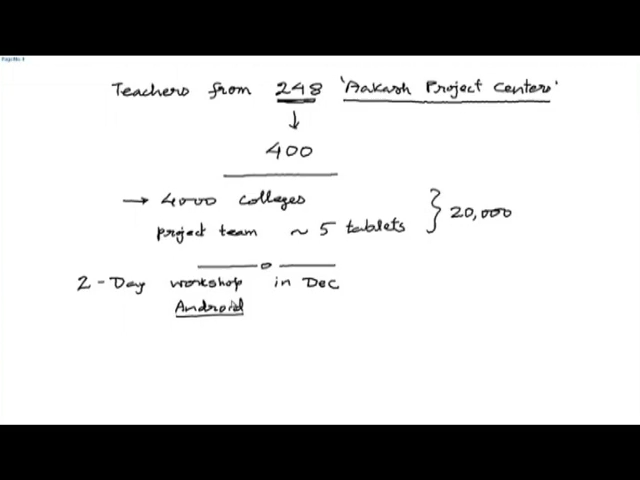 Teachers from 248 'Aakash Project Centers'
↓
400
→ 4000 colleges
project team ~ 5 tablets } 20,000
2-Day workshop in Dec
Android